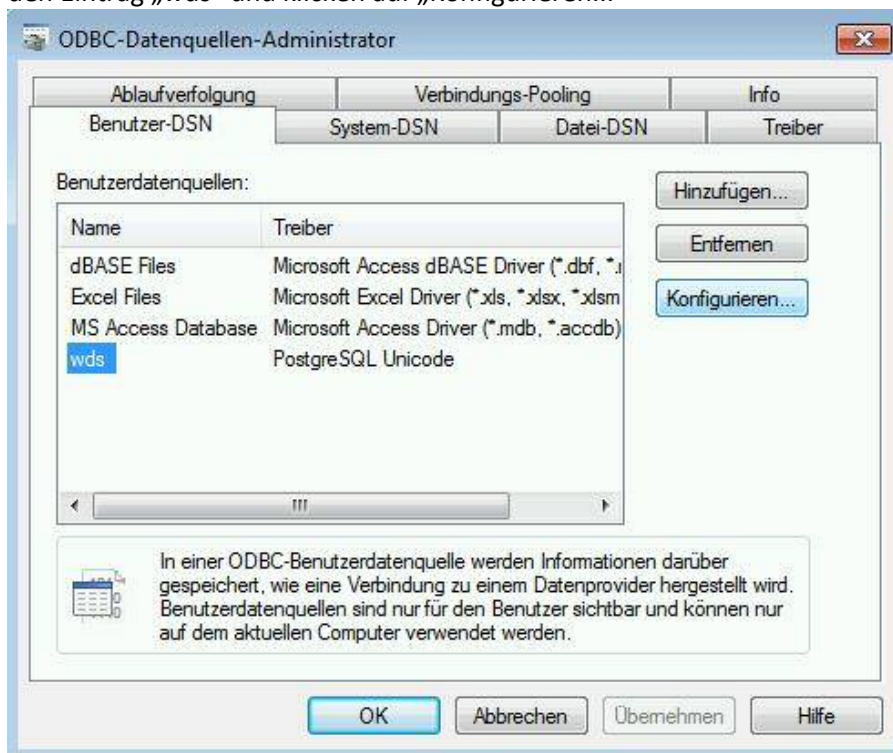 den Eintrag „wds“ und klicken auf „Konfigurieren...“
ODBC-Datenquellen-Administrator
Ablaufverfolgung Verbindungs-Pooling Info
Benutzer-DSN System-DSN Datei-DSN Treiber
Benutzerdatenquellen:
Hinzufügen...
Name Treiber
Entfernen
dBASE Files Microsoft Access dBASE Driver (*.dbf, *.
Excel Files Microsoft Excel Driver (*.xls, *.xlsx, *.xlsm
Konfigurieren...
MS Access Database Microsoft Access Driver (*.mdb, *.accdb)
wds PostgreSQL Unicode
In einer ODBC-Benutzerdatenquelle werden Informationen darüber
gespeichert, wie eine Verbindung zu einem Datenprovider hergestellt wird.
Benutzerdatenquellen sind nur für den Benutzer sichtbar und können nur
auf dem aktuellen Computer verwendet werden.
OK Abbrechen Übernehmen Hilfe